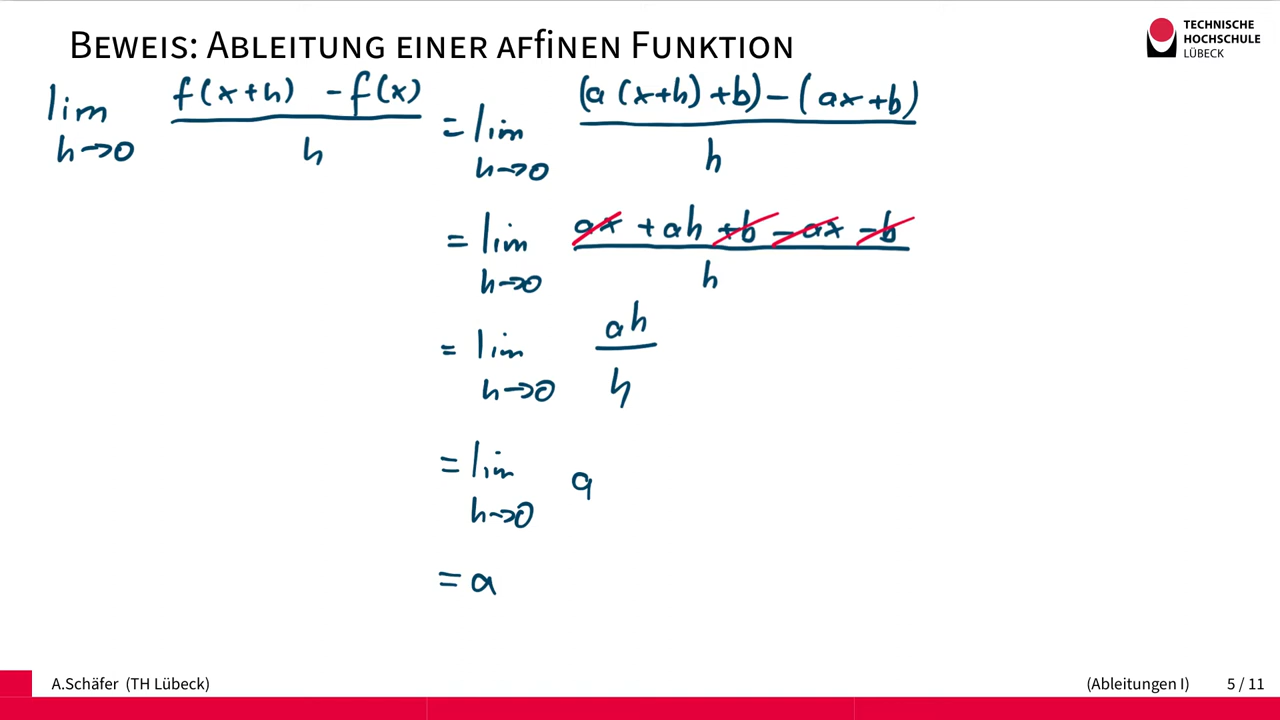 BEWEIS: ABLEITUNG EINER AFFINEN FUNKTION
TECHNISCHE
HOCHSCHULE
LÜBECK
lim h→0 (f(x+h) - f(x)) / h = lim h→0 ((a(x+h)+b)-(ax+b)) / h
= lim h→0 (ax + ah + b - ax - b) / h
= lim h→0 ah / h
= lim h→0 a
= a
A.Schäfer (TH Lübeck)
(Ableitungen I)
5 / 11